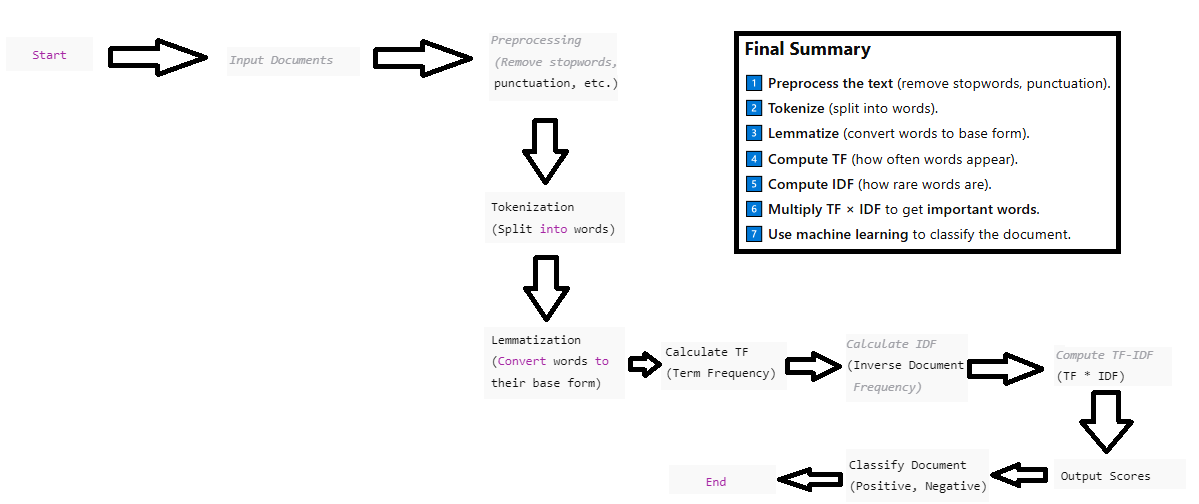 Start
Input Documents
Preprocessing
(Remove stopwords,
punctuation, etc.)
Tokenization
(Split into words)
Lemmatization
(Convert words to
their base form)
Calculate TF
(Term Frequency)
Calculate IDF
(Inverse Document
Frequency)
Compute TF-IDF
(TF * IDF)
Output Scores
Classify Document
(Positive, Negative)
End
Final Summary
1 Preprocess the text (remove stopwords, punctuation).
2 Tokenize (split into words).
3 Lemmatize (convert words to base form).
4 Compute TF (how often words appear).
5 Compute IDF (how rare words are).
6 Multiply TF × IDF to get important words.
7 Use machine learning to classify the document.